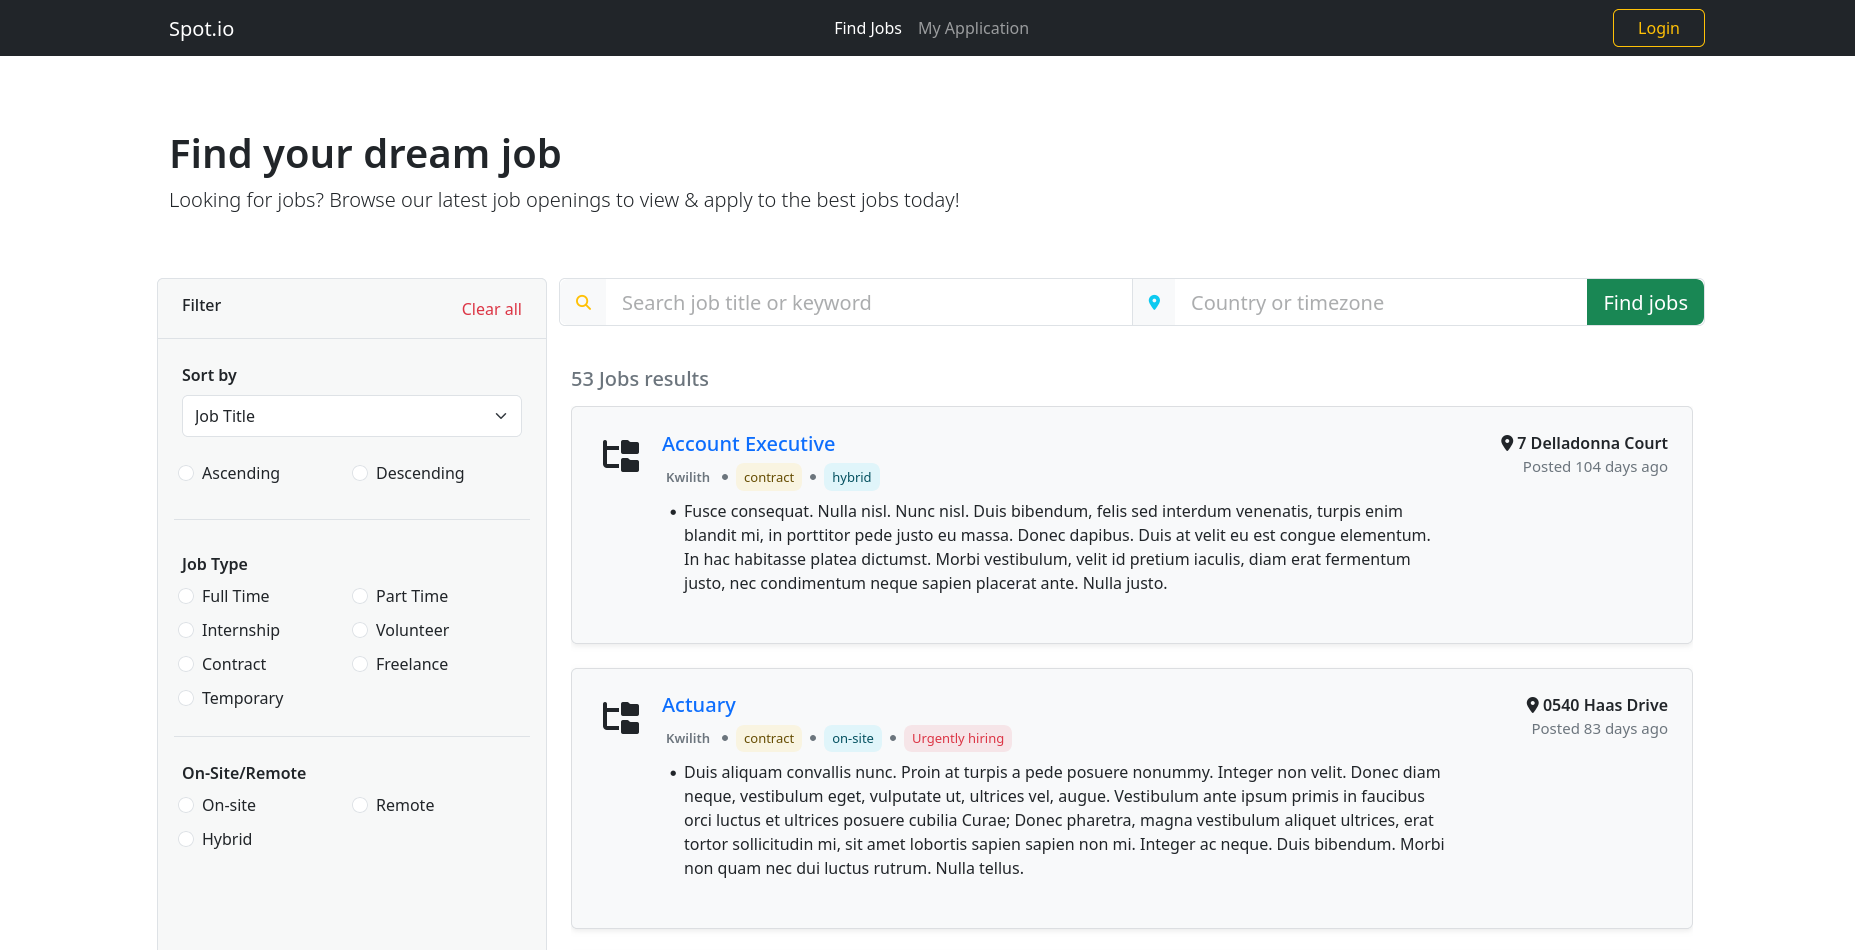 Spot.io
Find Jobs My Application
Login
Find your dream job
Looking for jobs? Browse our latest job openings to view & apply to the best jobs today!
Filter
Clear all
Sort by
Job Title
Ascending
Descending
Job Type
Full Time
Part Time
Internship
Volunteer
Contract
Freelance
Temporary
On-Site/Remote
On-site
Remote
Hybrid
Search job title or keyword
Country or timezone
Find jobs
53 Jobs results
Account Executive
Kwilith • contract • hybrid
7 Delladonna Court
Posted 104 days ago
• Fusce consequat. Nulla nisl. Nunc nisl. Duis bibendum, felis sed interdum venenatis, turpis enim
blandit mi, in porttitor pede justo eu massa. Donec dapibus. Duis at velit eu est congue elementum.
In hac habitasse platea dictumst. Morbi vestibulum, velit id pretium iaculis, diam erat fermentum
justo, nec condimentum neque sapien placerat ante. Nulla justo.
Actuary
Kwilith • contract • on-site • Urgently hiring
0540 Haas Drive
Posted 83 days ago
• Duis aliquam convallis nunc. Proin at turpis a pede posuere nonummy. Integer non velit. Donec diam
neque, vestibulum eget, vulputate ut, ultrices vel, augue. Vestibulum ante ipsum primis in faucibus
orci luctus et ultrices posuere cubilia Curae; Donec pharetra, magna vestibulum aliquet ultrices, erat
tortor sollicitudin mi, sit amet lobortis sapien sapien non mi. Integer ac neque. Duis bibendum. Morbi
non quam nec dui luctus rutrum. Nulla tellus.